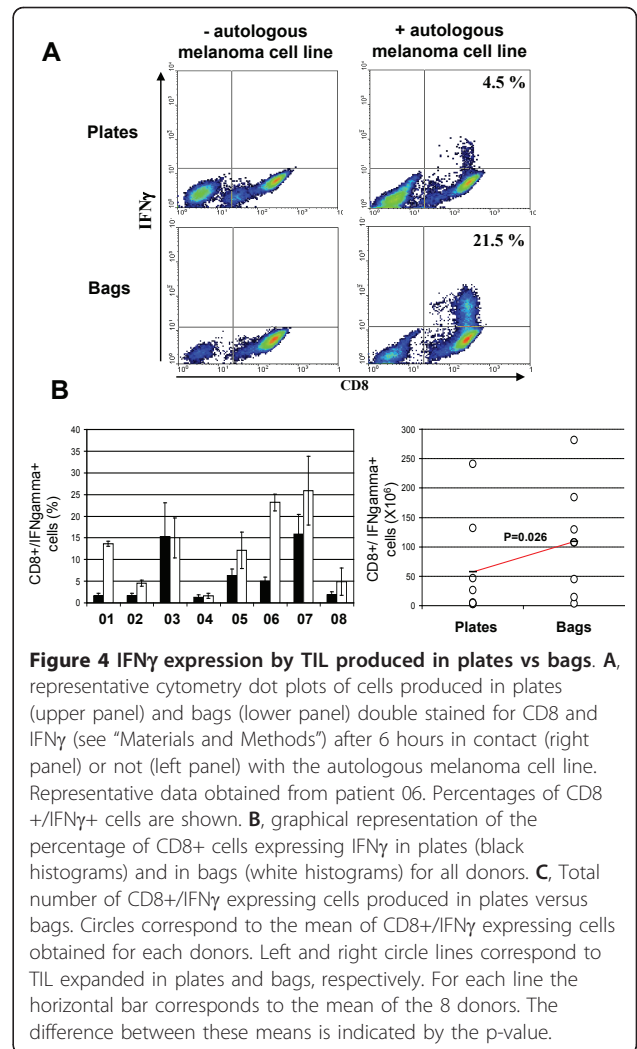 - autologous
melanoma cell line
+ autologous
melanoma cell line
A
Plates
4.5 %
Bags
21.5 %
IFNγ
10⁰ 10¹ 10² 10³ 10⁴
10⁰ 10¹ 10² 10³
CD8
B
CD8+/IFNgamma+
cells (%)
40
35
30
25
20
15
10
5
0
01 02 03 04 05 06 07 08
CD8+/ IFNgamma+
cells (X10⁶)
300
250
200
150
100
50
0
P=0.026
Plates Bags
Figure 4 IFNγ expression by TIL produced in plates vs bags. A,
representative cytometry dot plots of cells produced in plates
(upper panel) and bags (lower panel) double stained for CD8 and
IFNγ (see "Materials and Methods") after 6 hours in contact (right
panel) or not (left panel) with the autologous melanoma cell line.
Representative data obtained from patient 06. Percentages of CD8
+/IFNγ+ cells are shown. B, graphical representation of the
percentage of CD8+ cells expressing IFNγ in plates (black
histograms) and in bags (white histograms) for all donors. C, Total
number of CD8+/IFNγ expressing cells produced in plates versus
bags. Circles correspond to the mean of CD8+/IFNγ expressing cells
obtained for each donors. Left and right circle lines correspond to
TIL expanded in plates and bags, respectively. For each line the
horizontal bar corresponds to the mean of the 8 donors. The
difference between these means is indicated by the p-value.